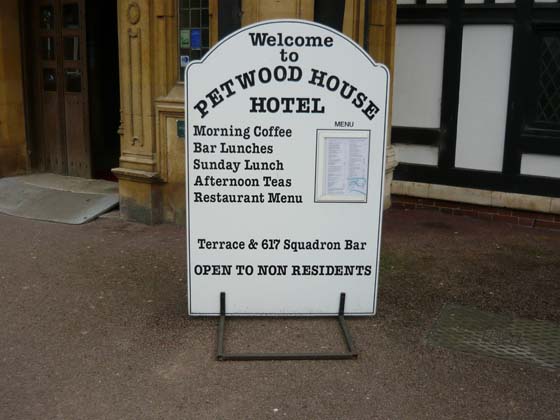 Welcome
to
PETWOOD HOUSE
HOTEL
MENU
Morning Coffee
Bar Lunches
Sunday Lunch
Afternoon Teas
Restaurant Menu
Terrace & 617 Squadron Bar
OPEN TO NON RESIDENTS